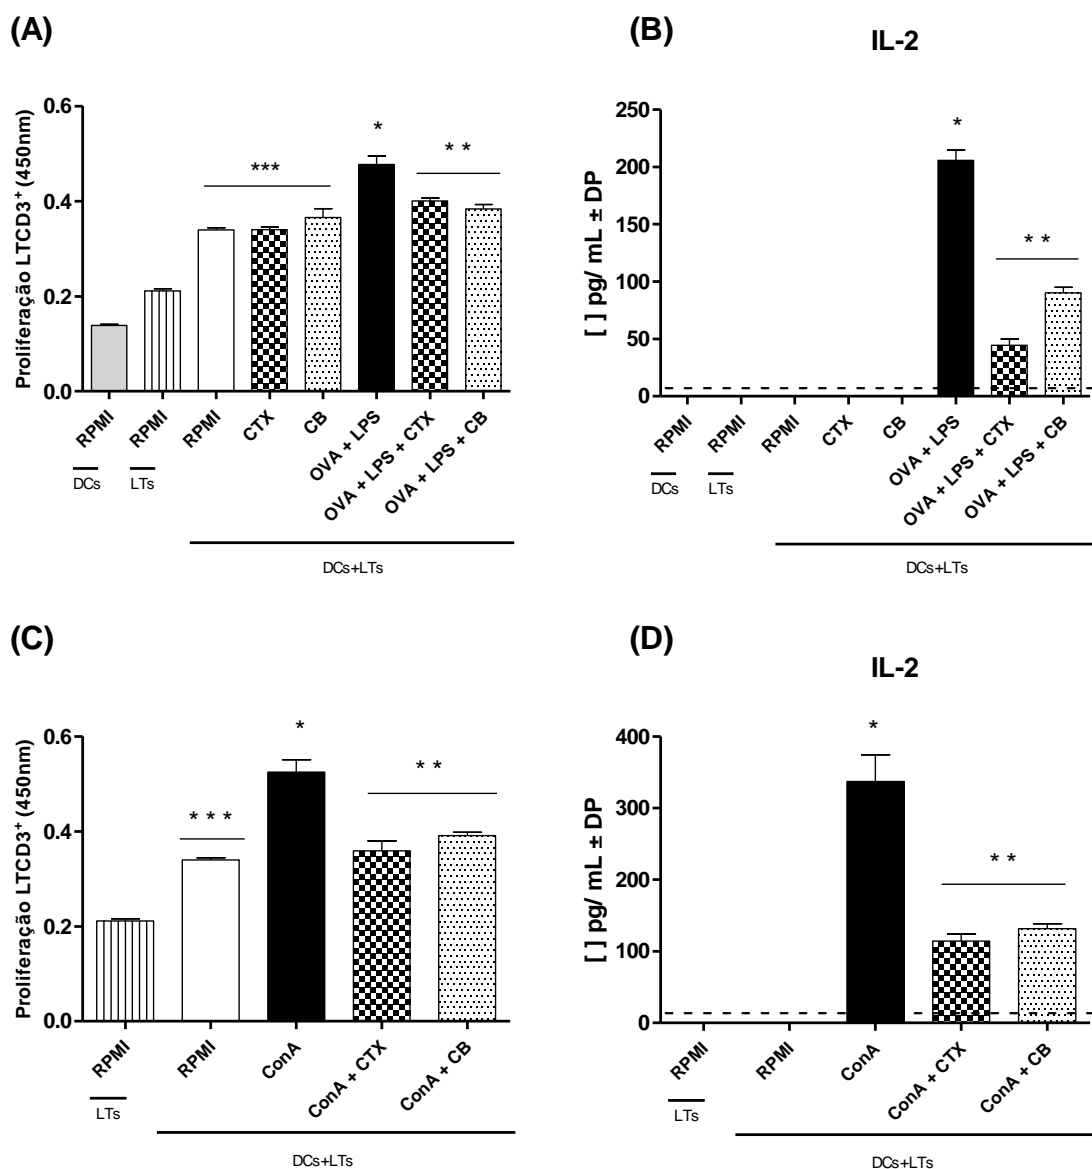 (A)
Proliferação LTCD3⁺ (450nm)
0.6
0.4
0.2
0.0
***
*
* *
RPMI
RPMI
RPMI
CTX
CB
OVA + LPS
OVA + LPS + CTX
OVA + LPS + CB
DCs
LTs
DCs+LTs
(B)
IL-2
[ ] pg/ mL ± DP
250
200
150
100
50
0
*
* *
RPMI
RPMI
RPMI
CTX
CB
OVA + LPS
OVA + LPS + CTX
OVA + LPS + CB
DCs
LTs
DCs+LTs
(C)
Proliferação LTCD3⁺ (450nm)
0.6
0.4
0.2
0.0
* * *
*
* *
RPMI
RPMI
ConA
ConA + CTX
ConA + CB
LTs
DCs+LTs
(D)
IL-2
[ ] pg/ mL ± DP
400
300
200
100
0
*
* *
RPMI
RPMI
ConA
ConA + CTX
ConA + CB
LTs
DCs+LTs